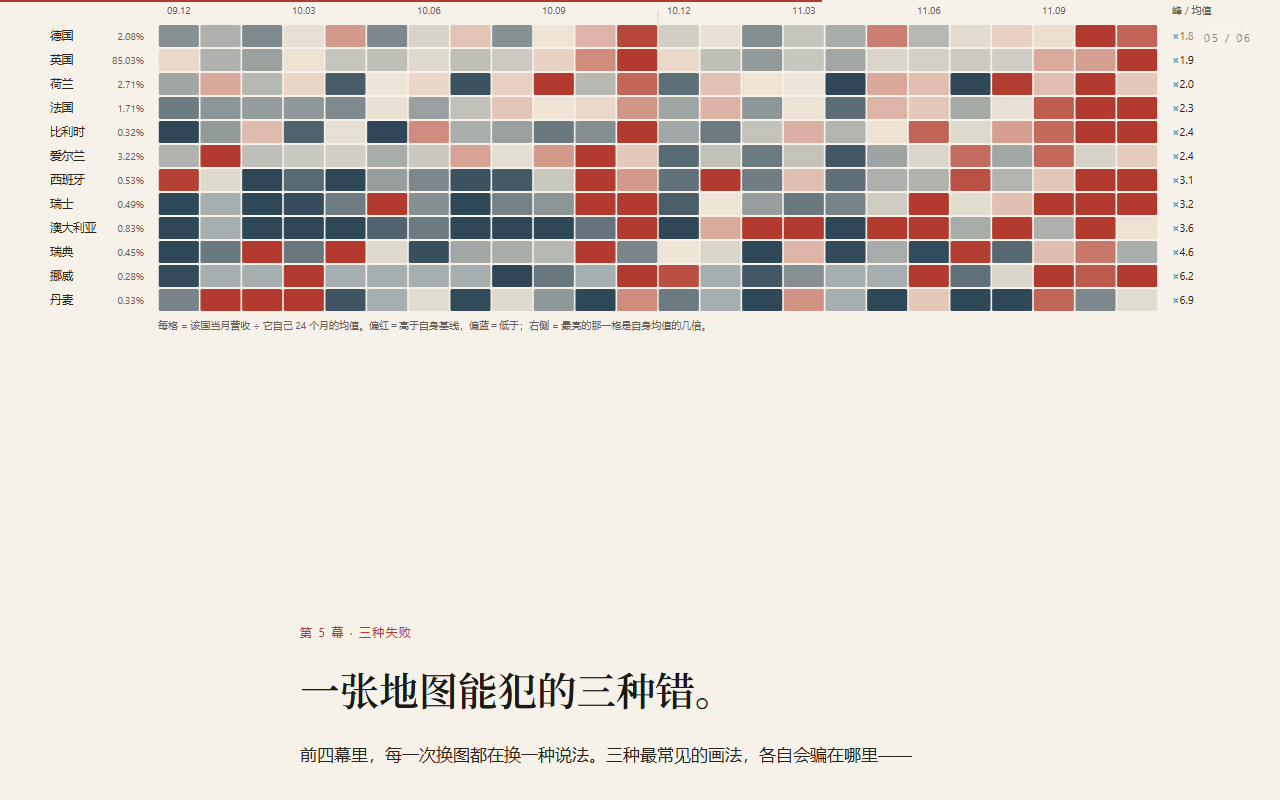 09.12 10.03 10.06 10.09 10.12 11.03 11.06 11.09 峰 / 均值
德国 2.08% ×1.8 05 / 06
英国 85.03% ×1.9
荷兰 2.71% ×2.0
法国 1.71% ×2.3
比利时 0.32% ×2.4
爱尔兰 3.22% ×2.4
西班牙 0.53% ×3.1
瑞士 0.49% ×3.2
澳大利亚 0.83% ×3.6
瑞典 0.45% ×4.6
挪威 0.28% ×6.2
丹麦 0.33% ×6.9
每格 = 该国当月营收 ÷ 它自己 24 个月的均值。偏红 = 高于自身基线，偏蓝 = 低于；右侧 = 最亮的那一格是自身均值的几倍。
第 5 幕 · 三种失败
一张地图能犯的三种错。
前四幕里，每一次换图都在换一种说法。三种最常见的画法，各自会骗在哪里——